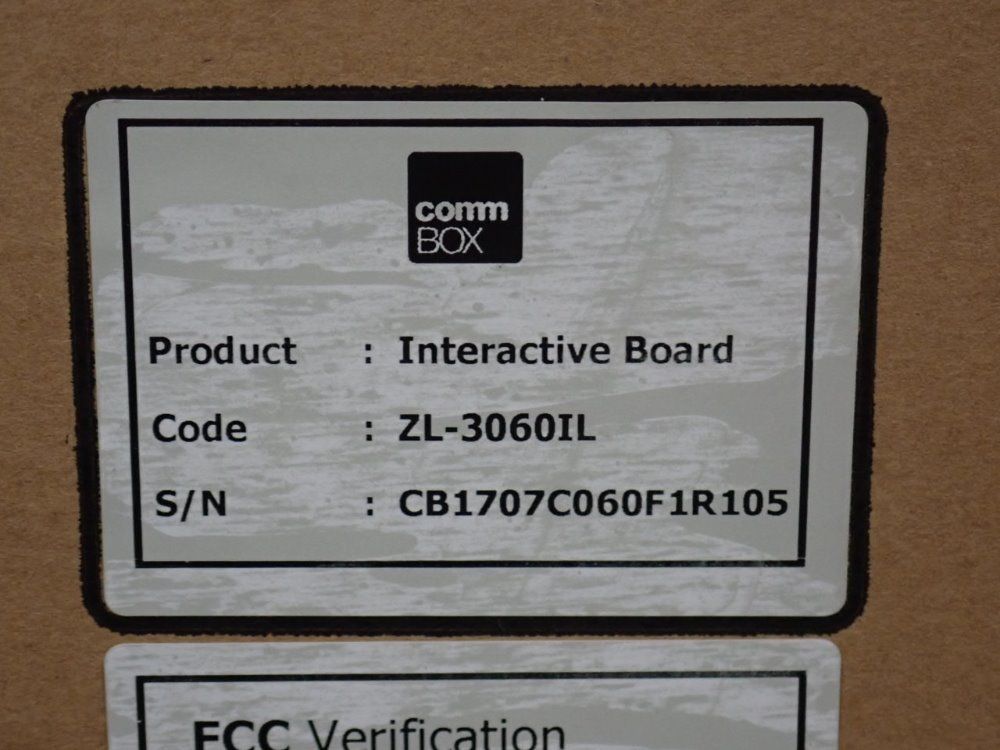 comm
BOX
Product : Interactive Board
Code : ZL-3060IL
S/N : CB1707C060F1R105
FCC Verification